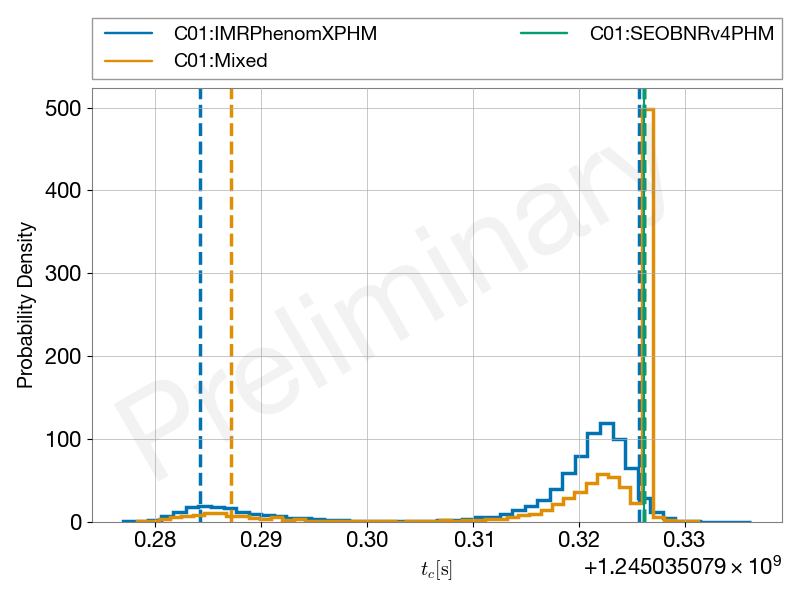 C01:IMRPhenomXPHM
C01:Mixed
C01:SEOBNRv4PHM
500
400
300
200
100
0
Probability Density
Preliminary
0.28 0.29 0.30 0.31 0.32 0.33
t_c[s]
+1.245035079 × 10^9